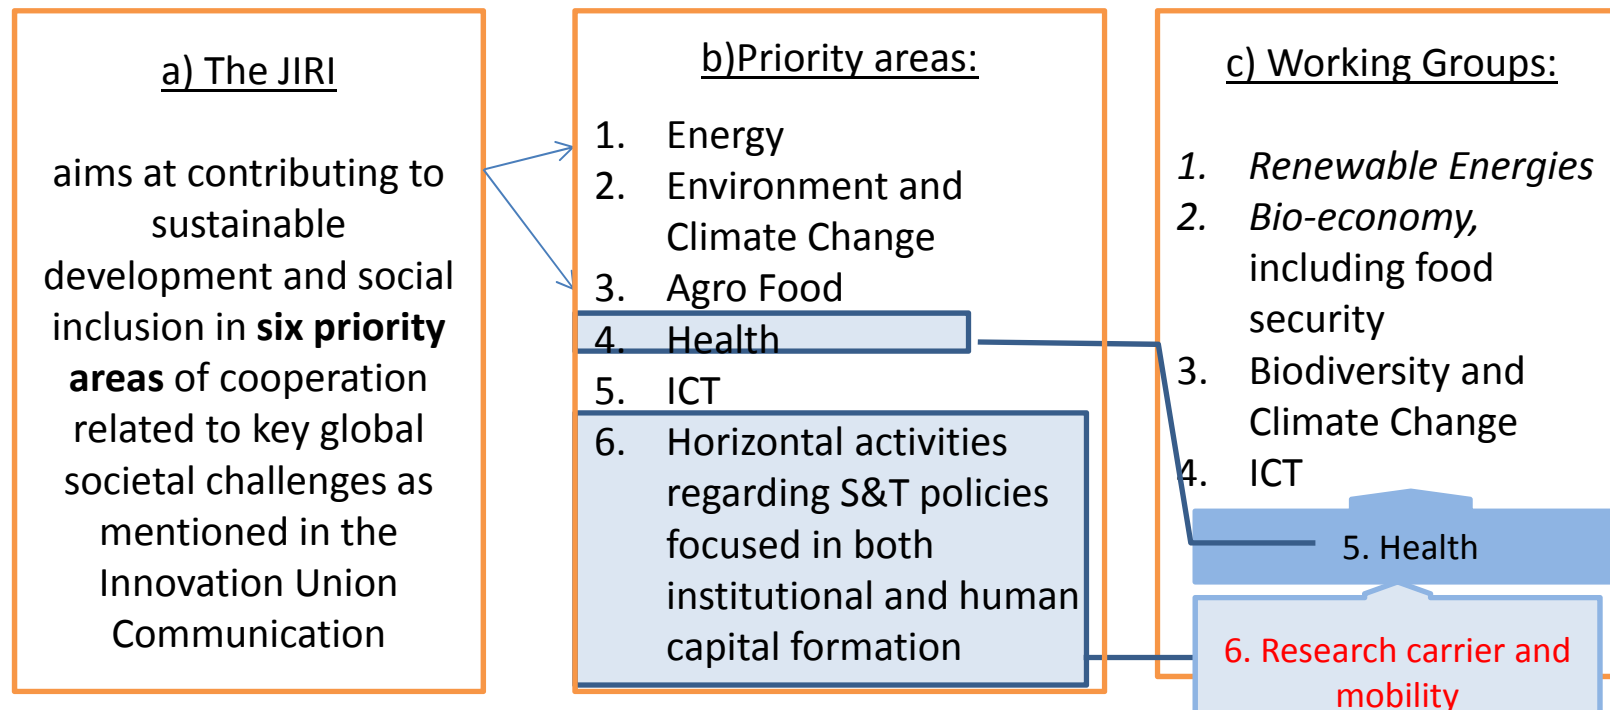 a) The JIRI
aims at contributing to
sustainable
development and social
inclusion in six priority
areas of cooperation
related to key global
societal challenges as
mentioned in the
Innovation Union
Communication
b)Priority areas:
1. Energy
2. Environment and
Climate Change
3. Agro Food
4. Health
5. ICT
6. Horizontal activities
regarding S&T policies
focused in both
institutional and human
capital formation
c) Working Groups:
1. Renewable Energies
2. Bio-economy,
including food
security
3. Biodiversity and
Climate Change
4. ICT
5. Health
6. Research carrier and
mobility